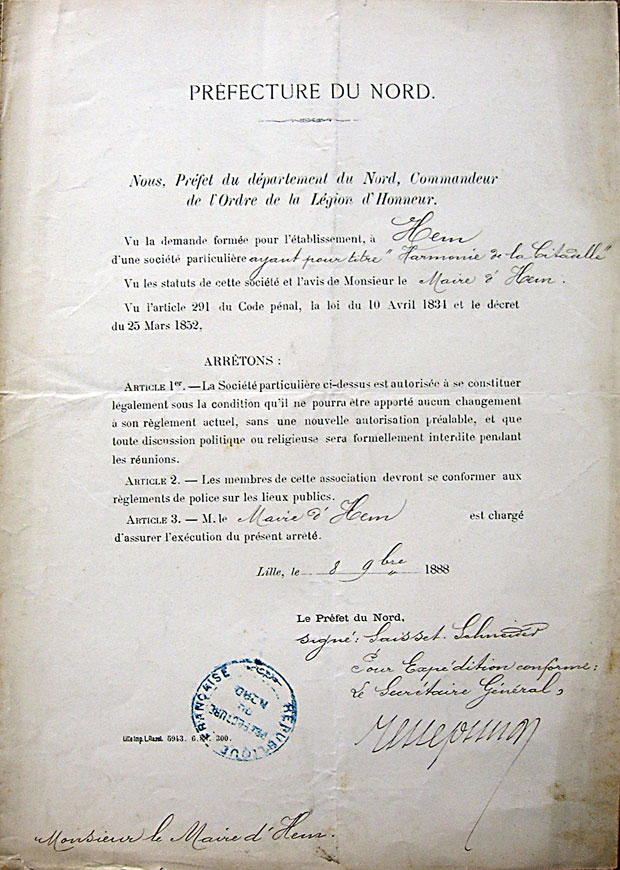 PRÉFECTURE DU NORD.
Nous, Préfet du département du Nord, Commandeur
de l'Ordre de la Légion d'Honneur.
Vu la demande formée pour l'établissement, à Hem
d'une société particulière ayant pour titre "Harmonie de la Citadelle"
Vu les statuts de cette société et l'avis de Monsieur le Maire d'Hem.
Vu l'article 291 du Code pénal, la loi du 10 Avril 1834 et le décret
du 25 Mars 1852,
ARRÊTONS :
ARTICLE 1er. — La Société particulière ci-dessus est autorisée à se constituer
légalement sous la condition qu'il ne pourra être apporté aucun changement
à son règlement actuel, sans une nouvelle autorisation préalable, et que
toute discussion politique ou religieuse sera formellement interdite pendant
les réunions.
ARTICLE 2. — Les membres de cette association devront se conformer aux
règlements de police sur les lieux publics.
ARTICLE 3. — M. le Maire d'Hem est chargé
d'assurer l'exécution du présent arrêté.
Lille, le 8 9bre 1888
Le Préfet du Nord,
signé: Saisset-Schneider
Pour Expédition conforme:
Le Secrétaire Général,
RÉPUBLIQUE FRANÇAISE
PRÉFECTURE
DU
NORD
Lille Imp. L. Danel. 5943. 300.
Monsieur le Maire d'Hem.